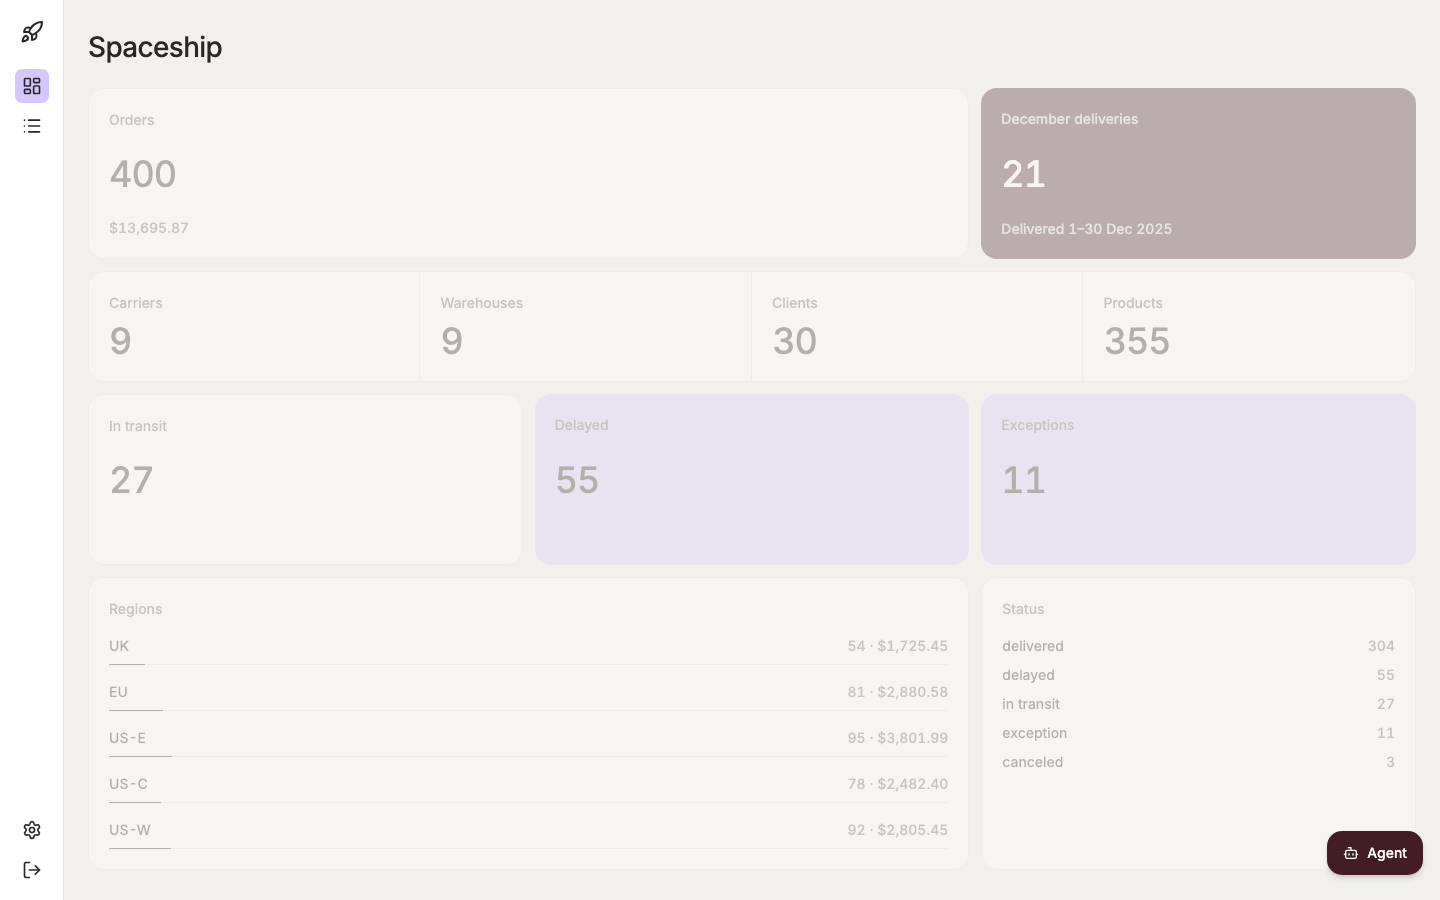 Spaceship
Orders
400
$13,695.87
December deliveries
21
Delivered 1–30 Dec 2025
Carriers
9
Warehouses
9
Clients
30
Products
355
In transit
27
Delayed
55
Exceptions
11
Regions
UK 54 · $1,725.45
EU 81 · $2,880.58
US-E 95 · $3,801.99
US-C 78 · $2,482.40
US-W 92 · $2,805.45
Status
delivered 304
delayed 55
in transit 27
exception 11
canceled 3
Agent